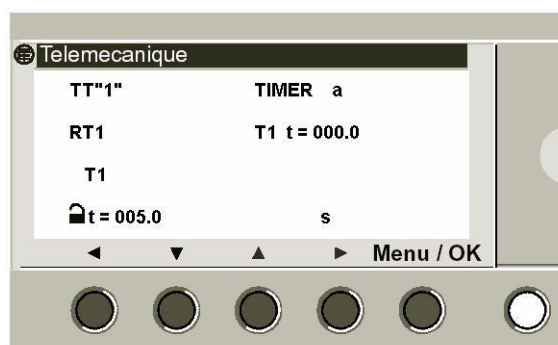 Telemecanique
TT"1" TIMER a
RT1 T1 t = 000.0
T1
t = 005.0 s
Menu / OK